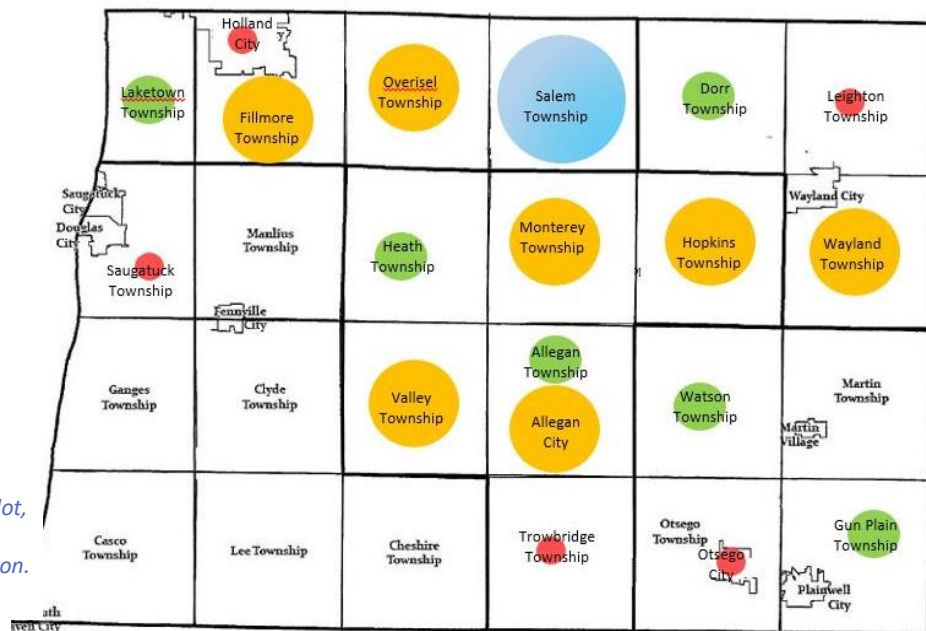 Holland
City
Laketown
Township
Fillmore
Township
Overisel
Township
Salem
Township
Dorr
Township
Leighton
Township
Saugatuck
City
Douglas
City
Saugatuck
Township
Manlius
Township
Fennville
City
Heath
Township
Monterey
Township
Hopkins
Township
Wayland City
Wayland
Township
Ganges
Township
Clyde
Township
Valley
Township
Allegan
Township
Allegan
City
Watson
Township
Martin
Township
Martin
Village
lot,
on.
Casco
Township
Lee Township
Cheshire
Township
Trowbridge
Township
Otsego
Township
Otsego
City
Gun Plain
Township
Plainwell
City
uth
aven City